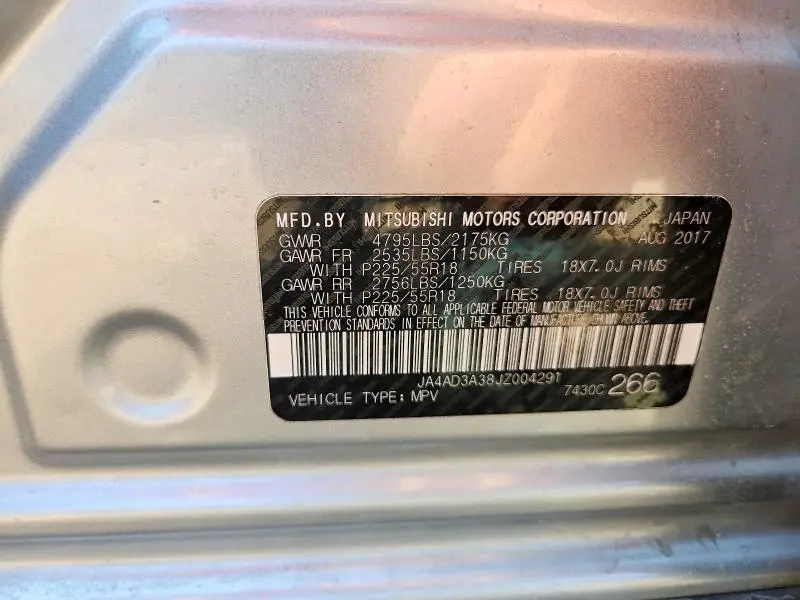 MFD.BY MITSUBISHI MOTORS CORPORATION JAPAN
GVWR 4795LBS/2175KG AUG 2017
GAWR FR 2535LBS/1150KG
WITH P225/55R18 TIRES 18X7.0J RIMS
GAWR RR 2756LBS/1250KG
WITH P225/55R18 TIRES 18X7.0J RIMS
THIS VEHICLE CONFORMS TO ALL APPLICABLE FEDERAL MOTOR VEHICLE SAFETY AND THEFT
PREVENTION STANDARDS IN EFFECT ON THE DATE OF MANUFACTURE SHOWN ABOVE.
JA4AD3A38JZ004291
VEHICLE TYPE: MPV 7430C 266